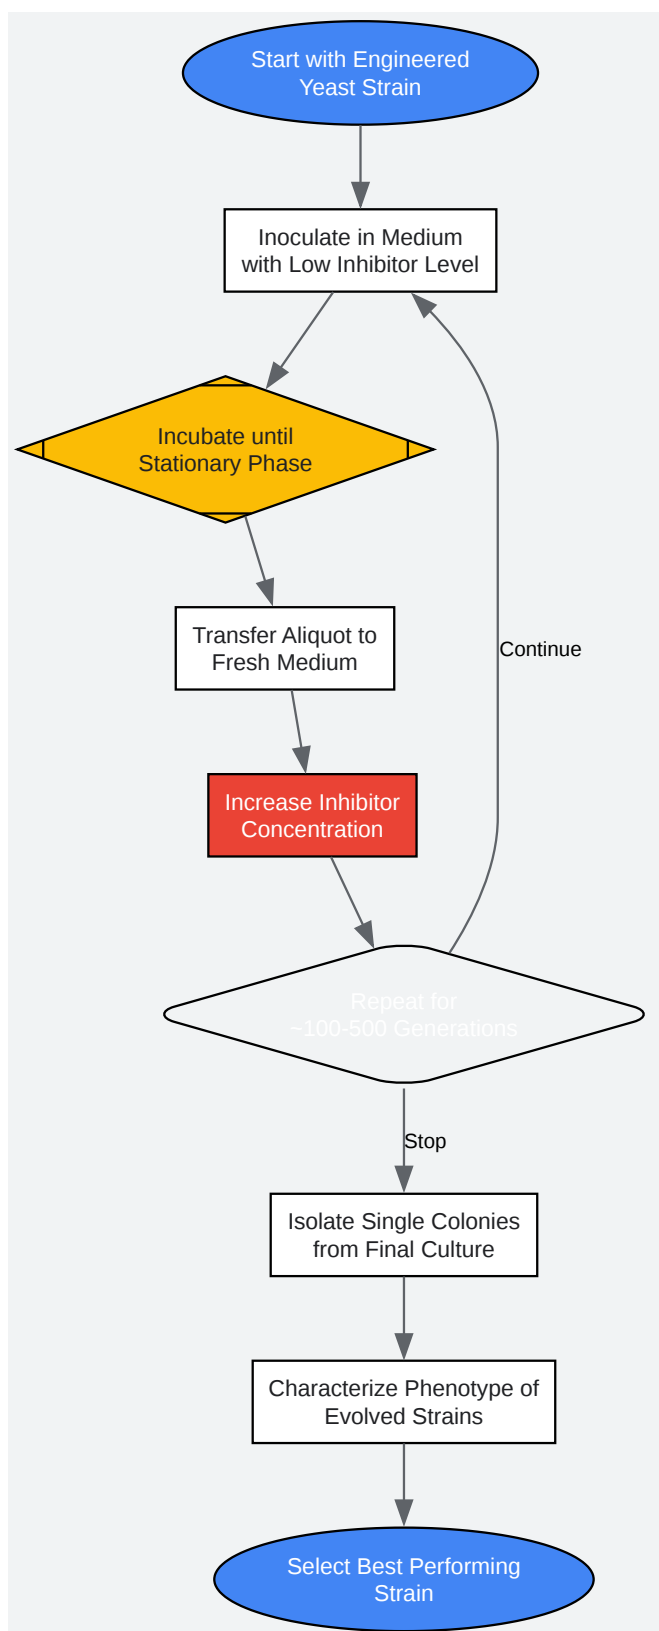 Start with Engineered
Yeast Strain
Inoculate in Medium
with Low Inhibitor Level
Incubate until
Stationary Phase
Transfer Aliquot to
Fresh Medium
Continue
Increase Inhibitor
Concentration
Repeat for
~100-500 Generations
Stop
Isolate Single Colonies
from Final Culture
Characterize Phenotype of
Evolved Strains
Select Best Performing
Strain